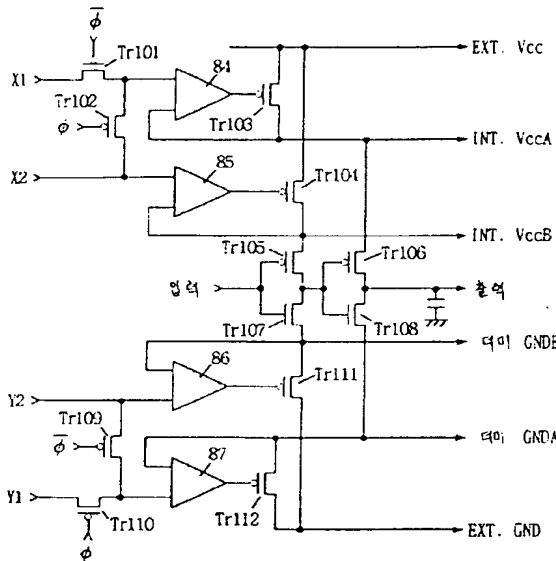 φ̅
Tr101
EXT. Vcc
X1
84
Tr102
φ
Tr103
INT. VccA
X2
85
Tr104
INT. VccB
Tr105
Tr106
입력
출력
Tr107
Tr108
더미 GNDB
86
Tr111
Y2
Tr109
φ̅
더미 GNDA
87
Y1
Tr110
Tr112
EXT. GND
φ